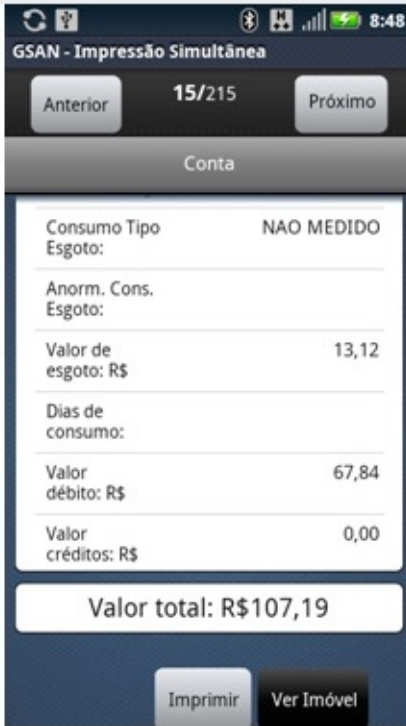 8:48
GSAN - Impressão Simultânea
Anterior
15/215
Próximo
Conta
Consumo Tipo
Esgoto:
NAO MEDIDO
Anorm. Cons.
Esgoto:
Valor de
esgoto: R$
13,12
Dias de
consumo:
Valor
débito: R$
67,84
Valor
créditos: R$
0,00
Valor total: R$107,19
Imprimir
Ver Imóvel